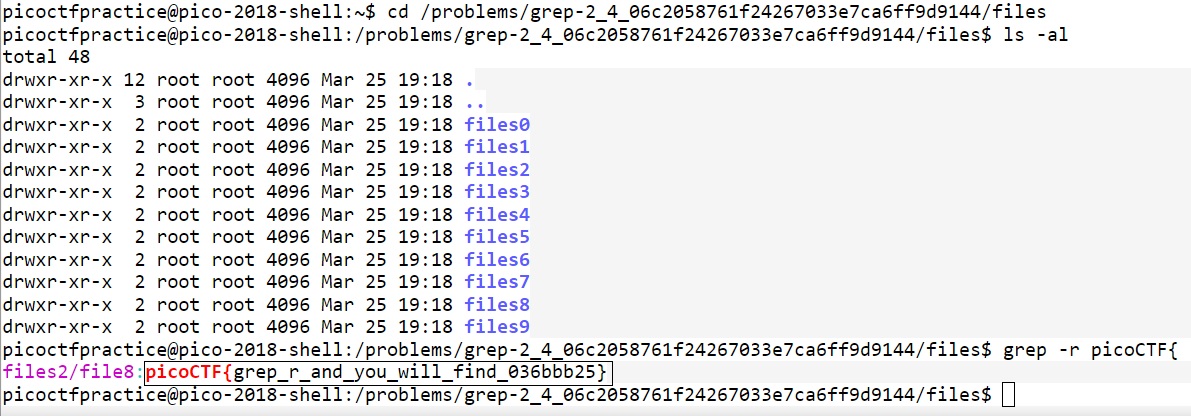 picoctfpractice@pico-2018-shell:~$ cd /problems/grep-2_4_06c2058761f24267033e7ca6ff9d9144/files
picoctfpractice@pico-2018-shell:/problems/grep-2_4_06c2058761f24267033e7ca6ff9d9144/files$ ls -al
total 48
drwxr-xr-x 12 root root 4096 Mar 25 19:18 .
drwxr-xr-x  3 root root 4096 Mar 25 19:18 ..
drwxr-xr-x  2 root root 4096 Mar 25 19:18 files0
drwxr-xr-x  2 root root 4096 Mar 25 19:18 files1
drwxr-xr-x  2 root root 4096 Mar 25 19:18 files2
drwxr-xr-x  2 root root 4096 Mar 25 19:18 files3
drwxr-xr-x  2 root root 4096 Mar 25 19:18 files4
drwxr-xr-x  2 root root 4096 Mar 25 19:18 files5
drwxr-xr-x  2 root root 4096 Mar 25 19:18 files6
drwxr-xr-x  2 root root 4096 Mar 25 19:18 files7
drwxr-xr-x  2 root root 4096 Mar 25 19:18 files8
drwxr-xr-x  2 root root 4096 Mar 25 19:18 files9
picoctfpractice@pico-2018-shell:/problems/grep-2_4_06c2058761f24267033e7ca6ff9d9144/files$ grep -r picoCTF{
files2/file8:picoCTF{grep_r_and_you_will_find_036bbb25}
picoctfpractice@pico-2018-shell:/problems/grep-2_4_06c2058761f24267033e7ca6ff9d9144/files$